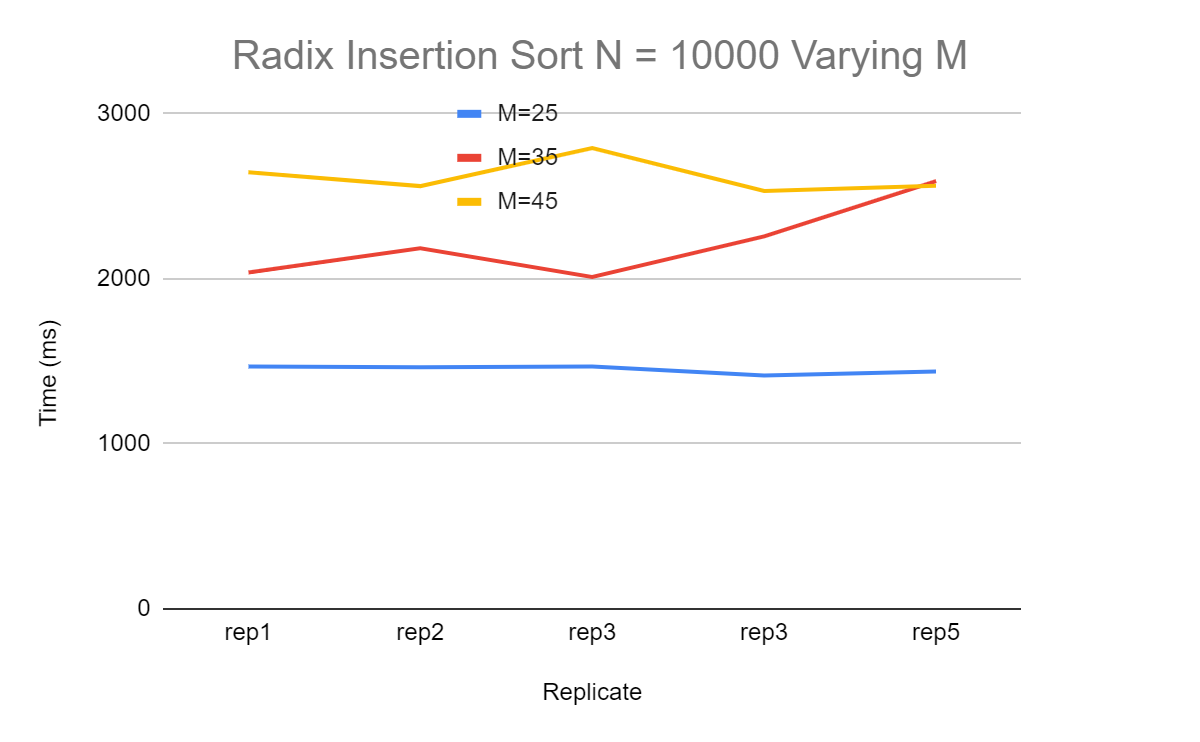 Radix Insertion Sort N = 10000 Varying M
M=25
M=35
M=45
3000
2000
1000
0
Time (ms)
rep1 rep2 rep3 rep3 rep5
Replicate